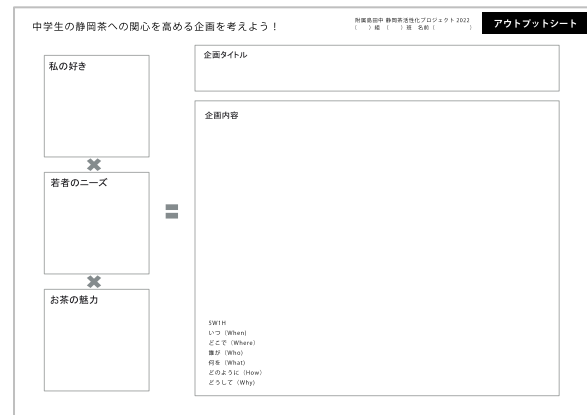 中学生の静岡茶への関心を高める企画を考えよう！
附属島田中 静岡茶活性化プロジェクト 2022
（　）組 （　）班 名前（　　　　）
アウトプットシート
私の好き
×
若者のニーズ
×
お茶の魅力
=
企画タイトル
企画内容
5W1H
いつ（When）
どこで（Where）
誰が（Who）
何を（What）
どのように（How）
どうして（Why）